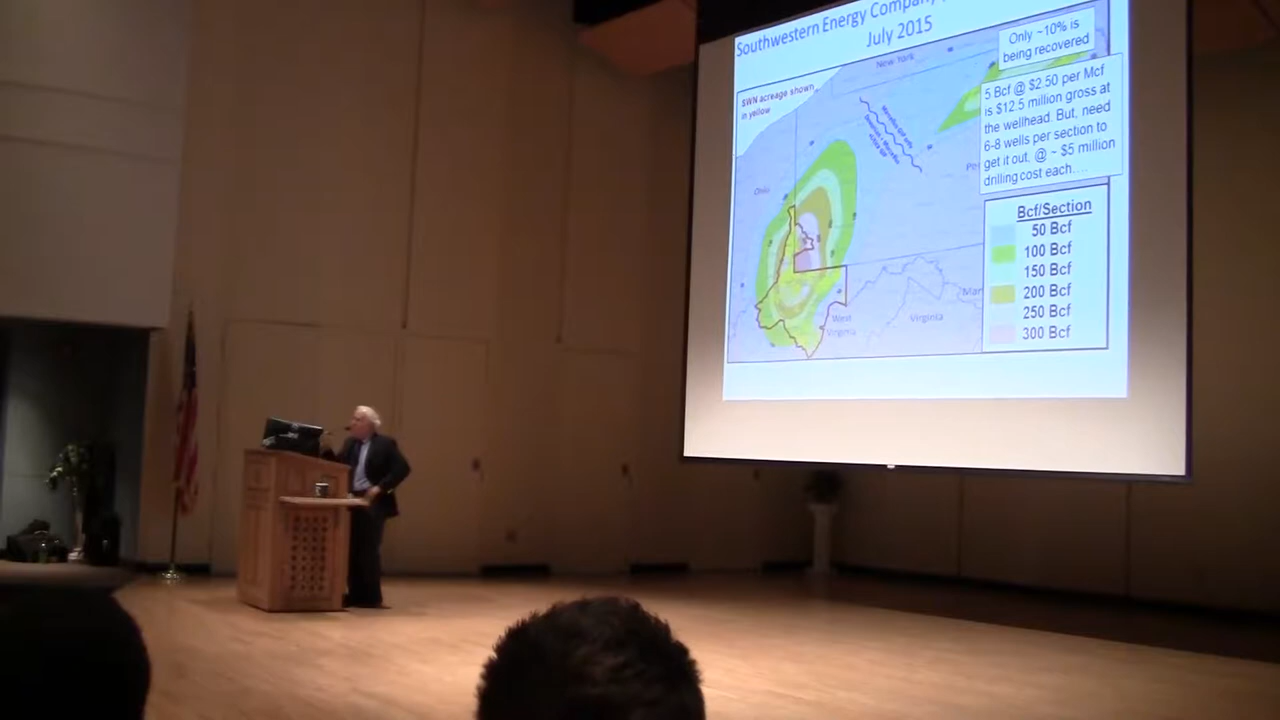 Southwestern Energy Company
July 2015
Only ~10% is
being recovered
SWN acreage shown
in yellow
New York
5 Bcf @ $2.50 per Mcf
is $12.5 million gross at
the wellhead. But, need
6-8 wells per section to
get it out, @ ~ $5 million
drilling cost each....
Ohio
West
Virginia
Virginia
Bcf/Section
50 Bcf
100 Bcf
150 Bcf
200 Bcf
250 Bcf
300 Bcf